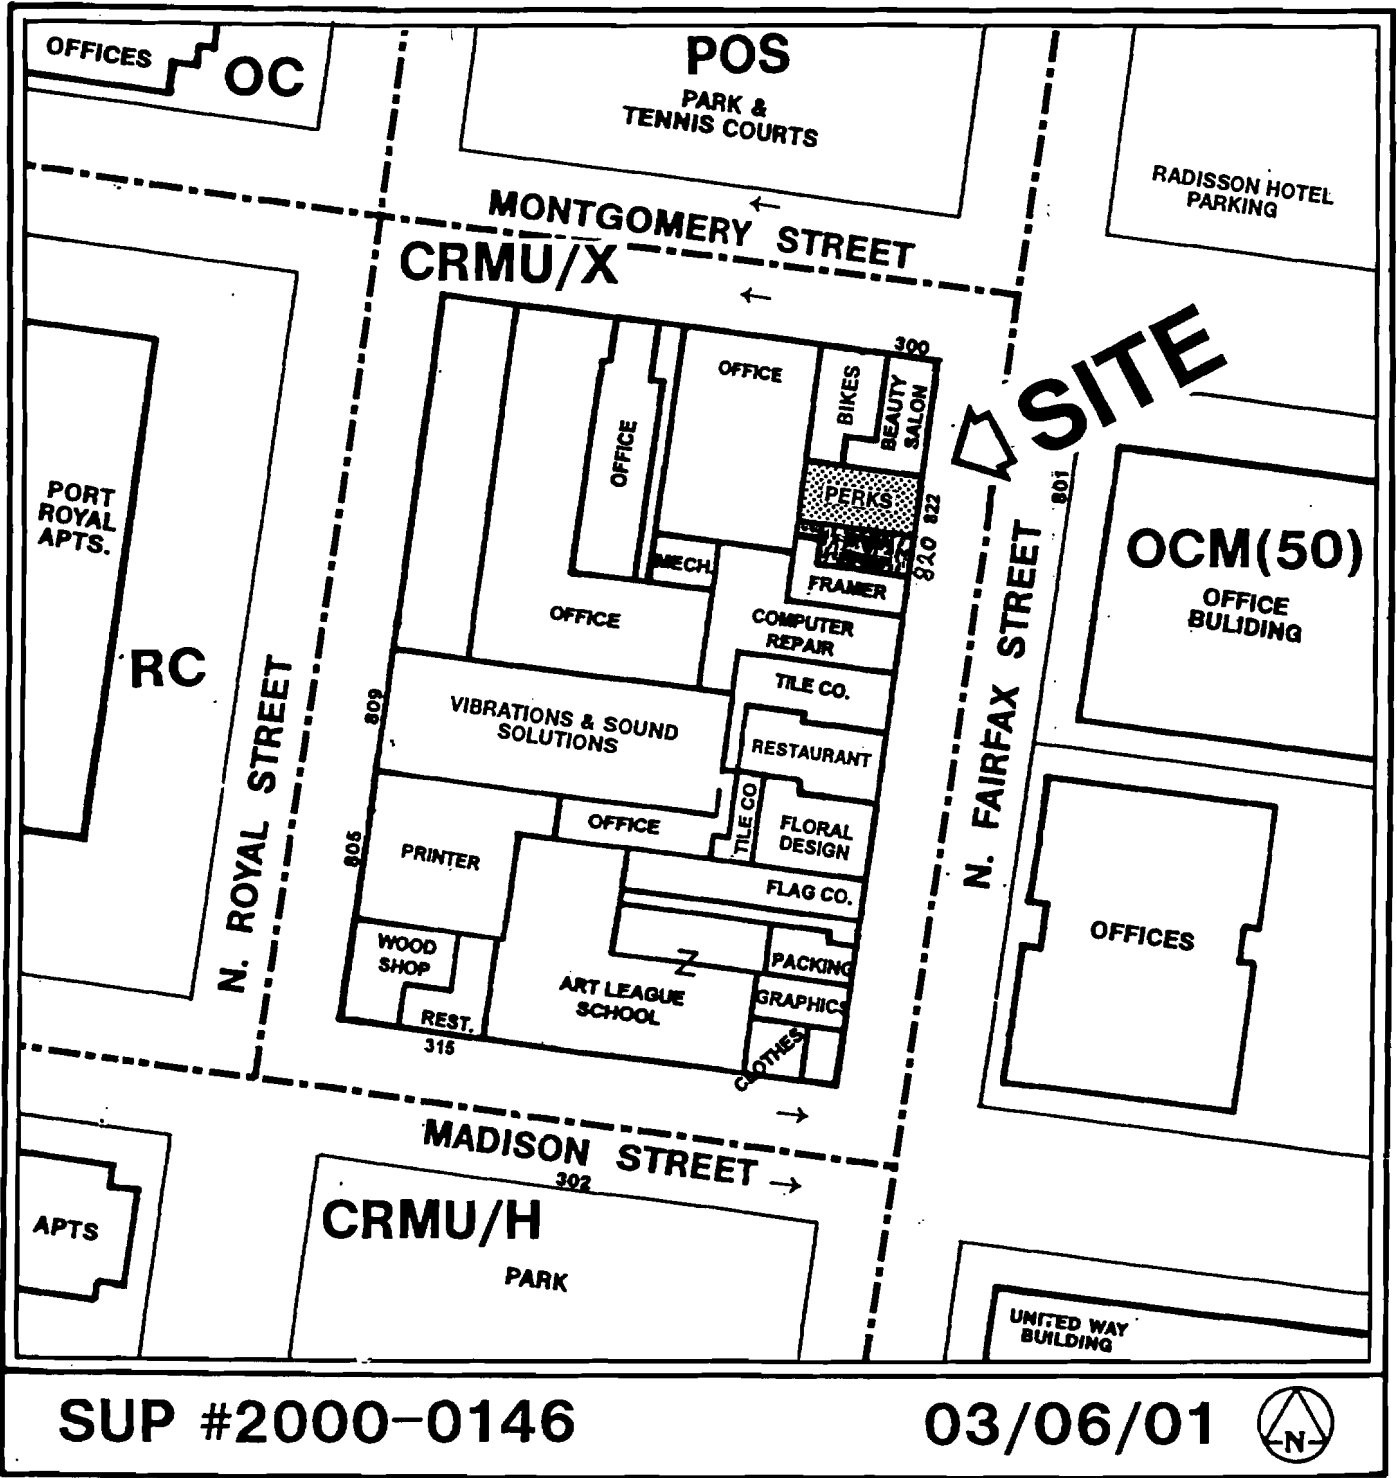 OFFICES
OC
POS
PARK &
TENNIS COURTS
RADISSON HOTEL
PARKING
MONTGOMERY STREET
CRMU/X
300
SITE
OFFICE
BIKES
BEAUTY
SALON
OFFICE
PERKS
822
820
801
PORT
ROYAL
APTS.
MECH.
FRAMER
OCM(50)
OFFICE
BULIDING
OFFICE
COMPUTER
REPAIR
RC
TILE CO.
809
VIBRATIONS & SOUND
SOLUTIONS
RESTAURANT
N. ROYAL STREET
N. FAIRFAX STREET
TILE CO
OFFICE
FLORAL
DESIGN
805
PRINTER
FLAG CO.
OFFICES
WOOD
SHOP
Z
PACKING
ART LEAGUE
SCHOOL
GRAPHICS
REST.
315
CLOTHES
MADISON STREET
302
CRMU/H
APTS
PARK
UNITED WAY
BUILDING
SUP #2000-0146
03/06/01
N